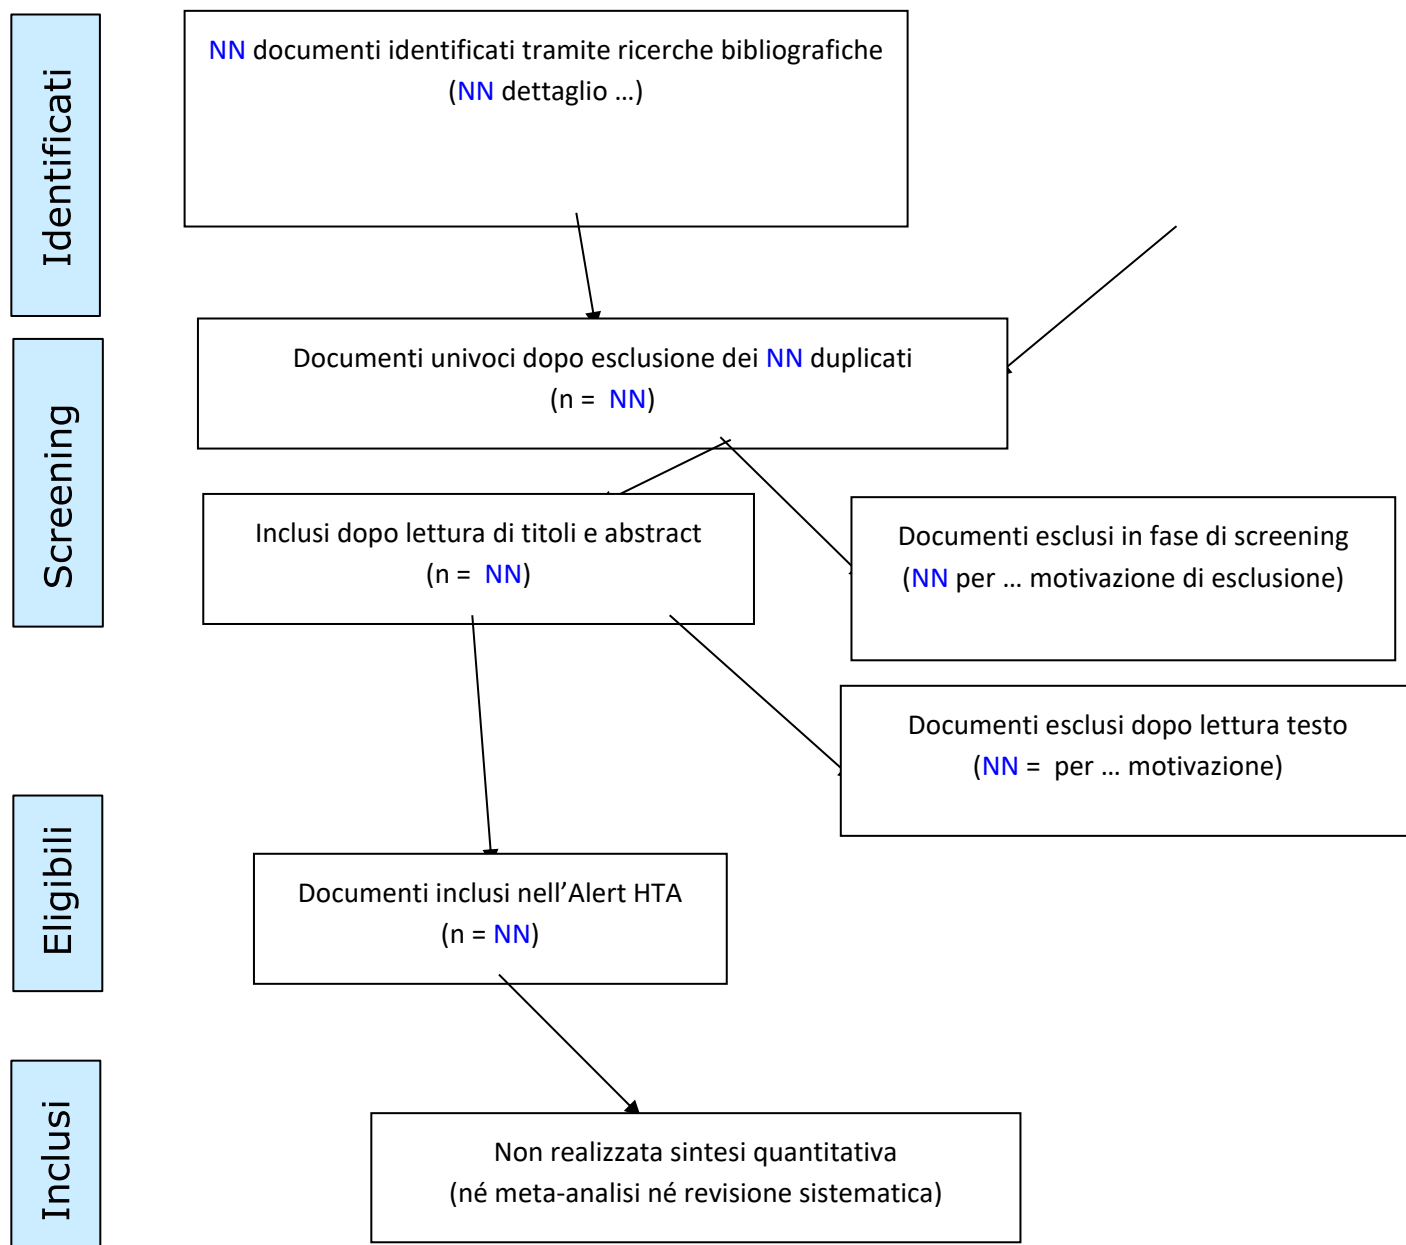 Identificati
NN documenti identificati tramite ricerche bibliografiche
(NN dettaglio ...)
Screening
Documenti univoci dopo esclusione dei NN duplicati
(n =  NN)
Inclusi dopo lettura di titoli e abstract
(n =  NN)
Documenti esclusi in fase di screening
(NN per ... motivazione di esclusione)
Documenti esclusi dopo lettura testo
(NN =  per ... motivazione)
Eligibili
Documenti inclusi nell’Alert HTA
(n = NN)
Inclusi
Non realizzata sintesi quantitativa
(né meta-analisi né revisione sistematica)